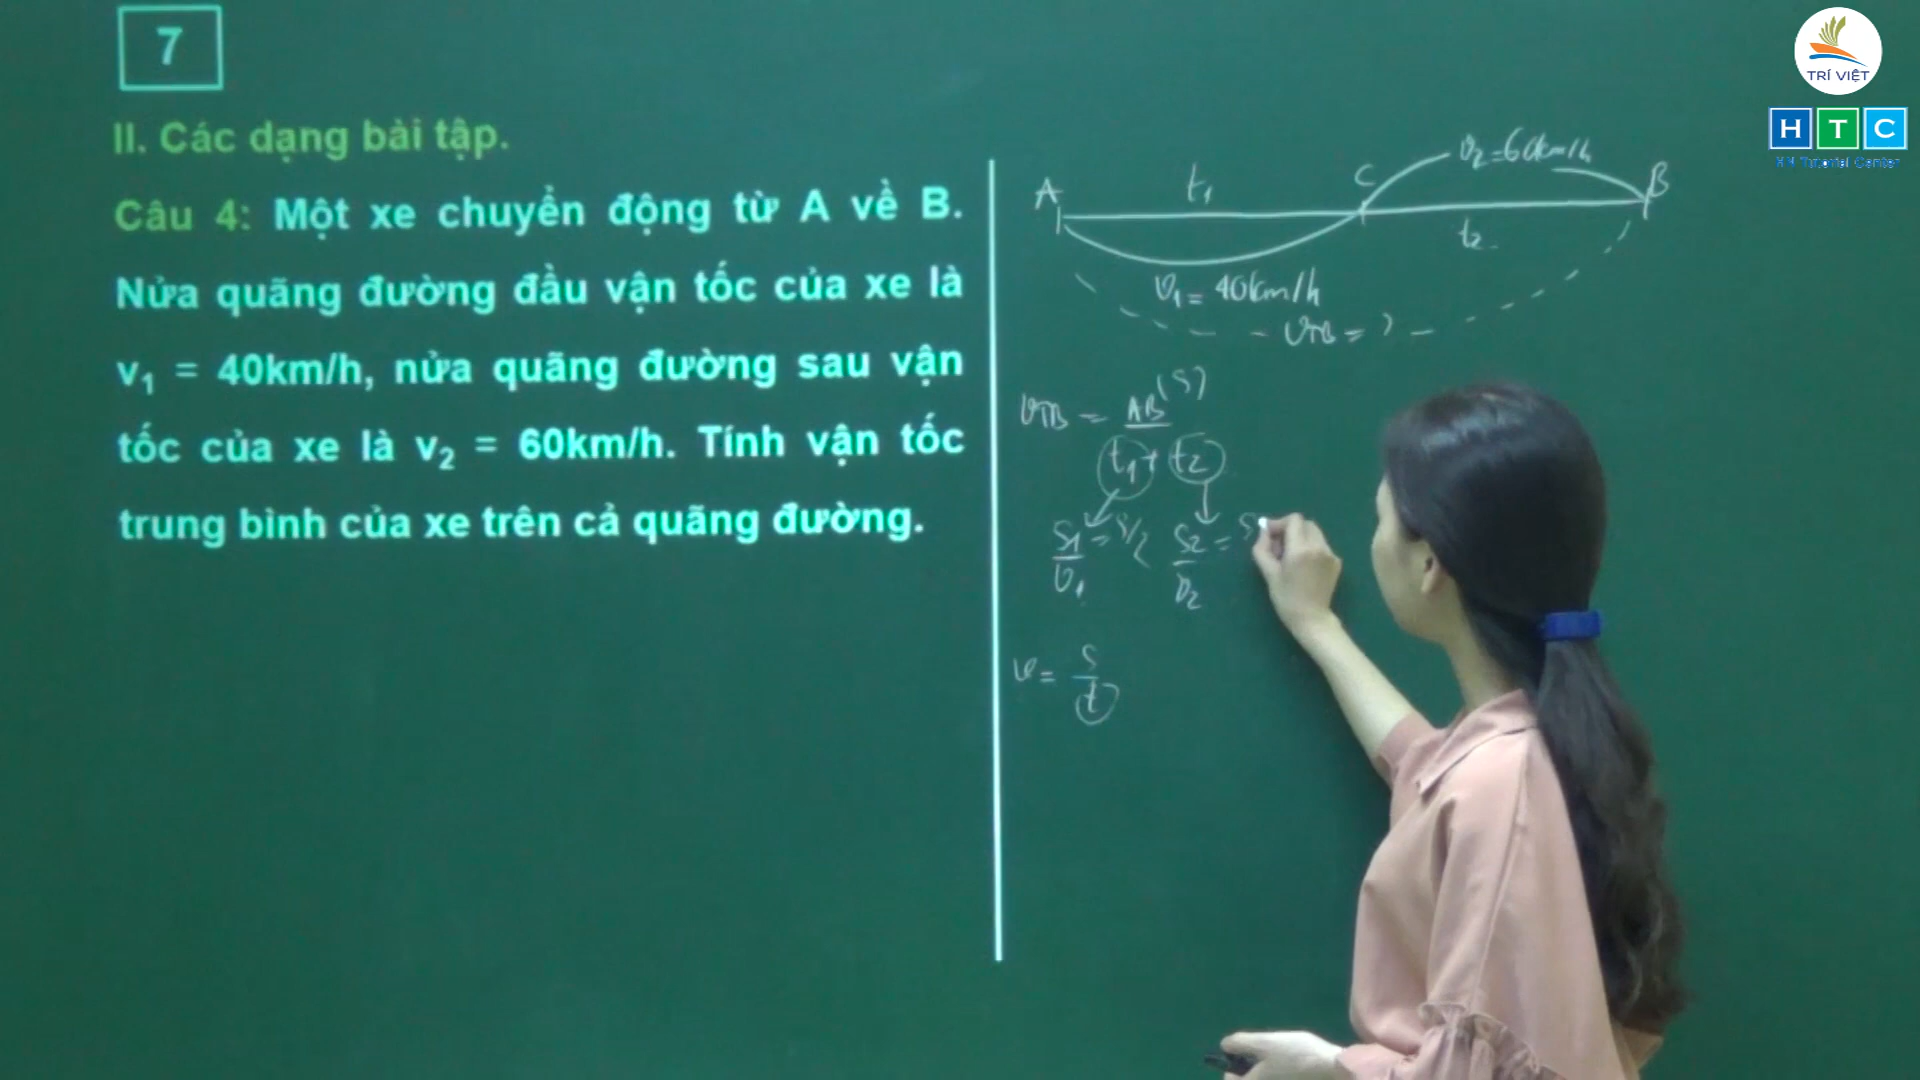 7
TRÍ VIỆT
H T C
HN Tutorial Center
II. Các dạng bài tập.
Câu 4: Một xe chuyển động từ A về B.
Nửa quãng đường đầu vận tốc của xe là
v₁ = 40km/h, nửa quãng đường sau vận
tốc của xe là v₂ = 60km/h. Tính vận tốc
trung bình của xe trên cả quãng đường.
v₂ = 60km/h
A t₁ C B
t₂
v₁ = 40km/h
vTB = ?
vTB = AB (S)
t₁ + t₂
S₁ = S/2 S₂ = S
v₁ v₂
v = S
t